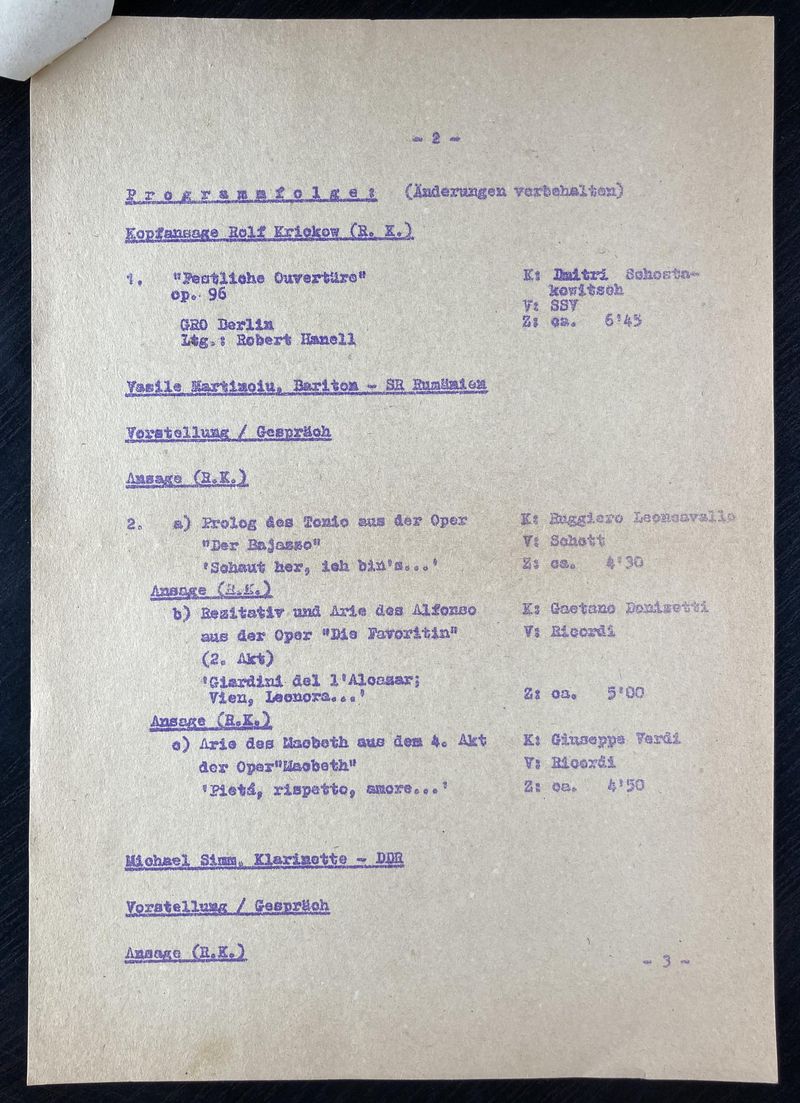 - 2 -
Programmfolge: (Änderungen vorbehalten)
Kopfansage Rolf Krickow (R. K.)
1. "Festliche Ouvertüre" K: Dmitri Schosta-
op. 96 kowitsch
V: SSV
GRO Berlin Z: ca. 6'45
Ltg.: Robert Hanell
Vasile Martinoiu, Bariton - SR Rumänien
Vorstellung / Gespräch
Ansage (R.K.)
2. a) Prolog des Tonio aus der Oper K: Ruggiero Leoncavallo
"Der Bajazzo" V: Schott
'Schaut her, ich bin's...' Z: ca. 4'30
Ansage (R.K.)
b) Rezitativ und Arie des Alfonso K: Gaetano Donizetti
aus der Oper "Die Favoritin" V: Ricordi
(2. Akt)
'Giardini del l'Alcazar;
Vien, Leonora...' Z: ca. 5'00
Ansage (R.K.)
c) Arie des Macbeth aus dem 4. Akt K: Giuseppe Verdi
der Oper"Macbeth" V: Ricordi
'Pietá, rispetto, amore...' Z: ca. 4'50
Michael Simm, Klarinette - DDR
Vorstellung / Gespräch
Ansage (R.K.)
- 3 -